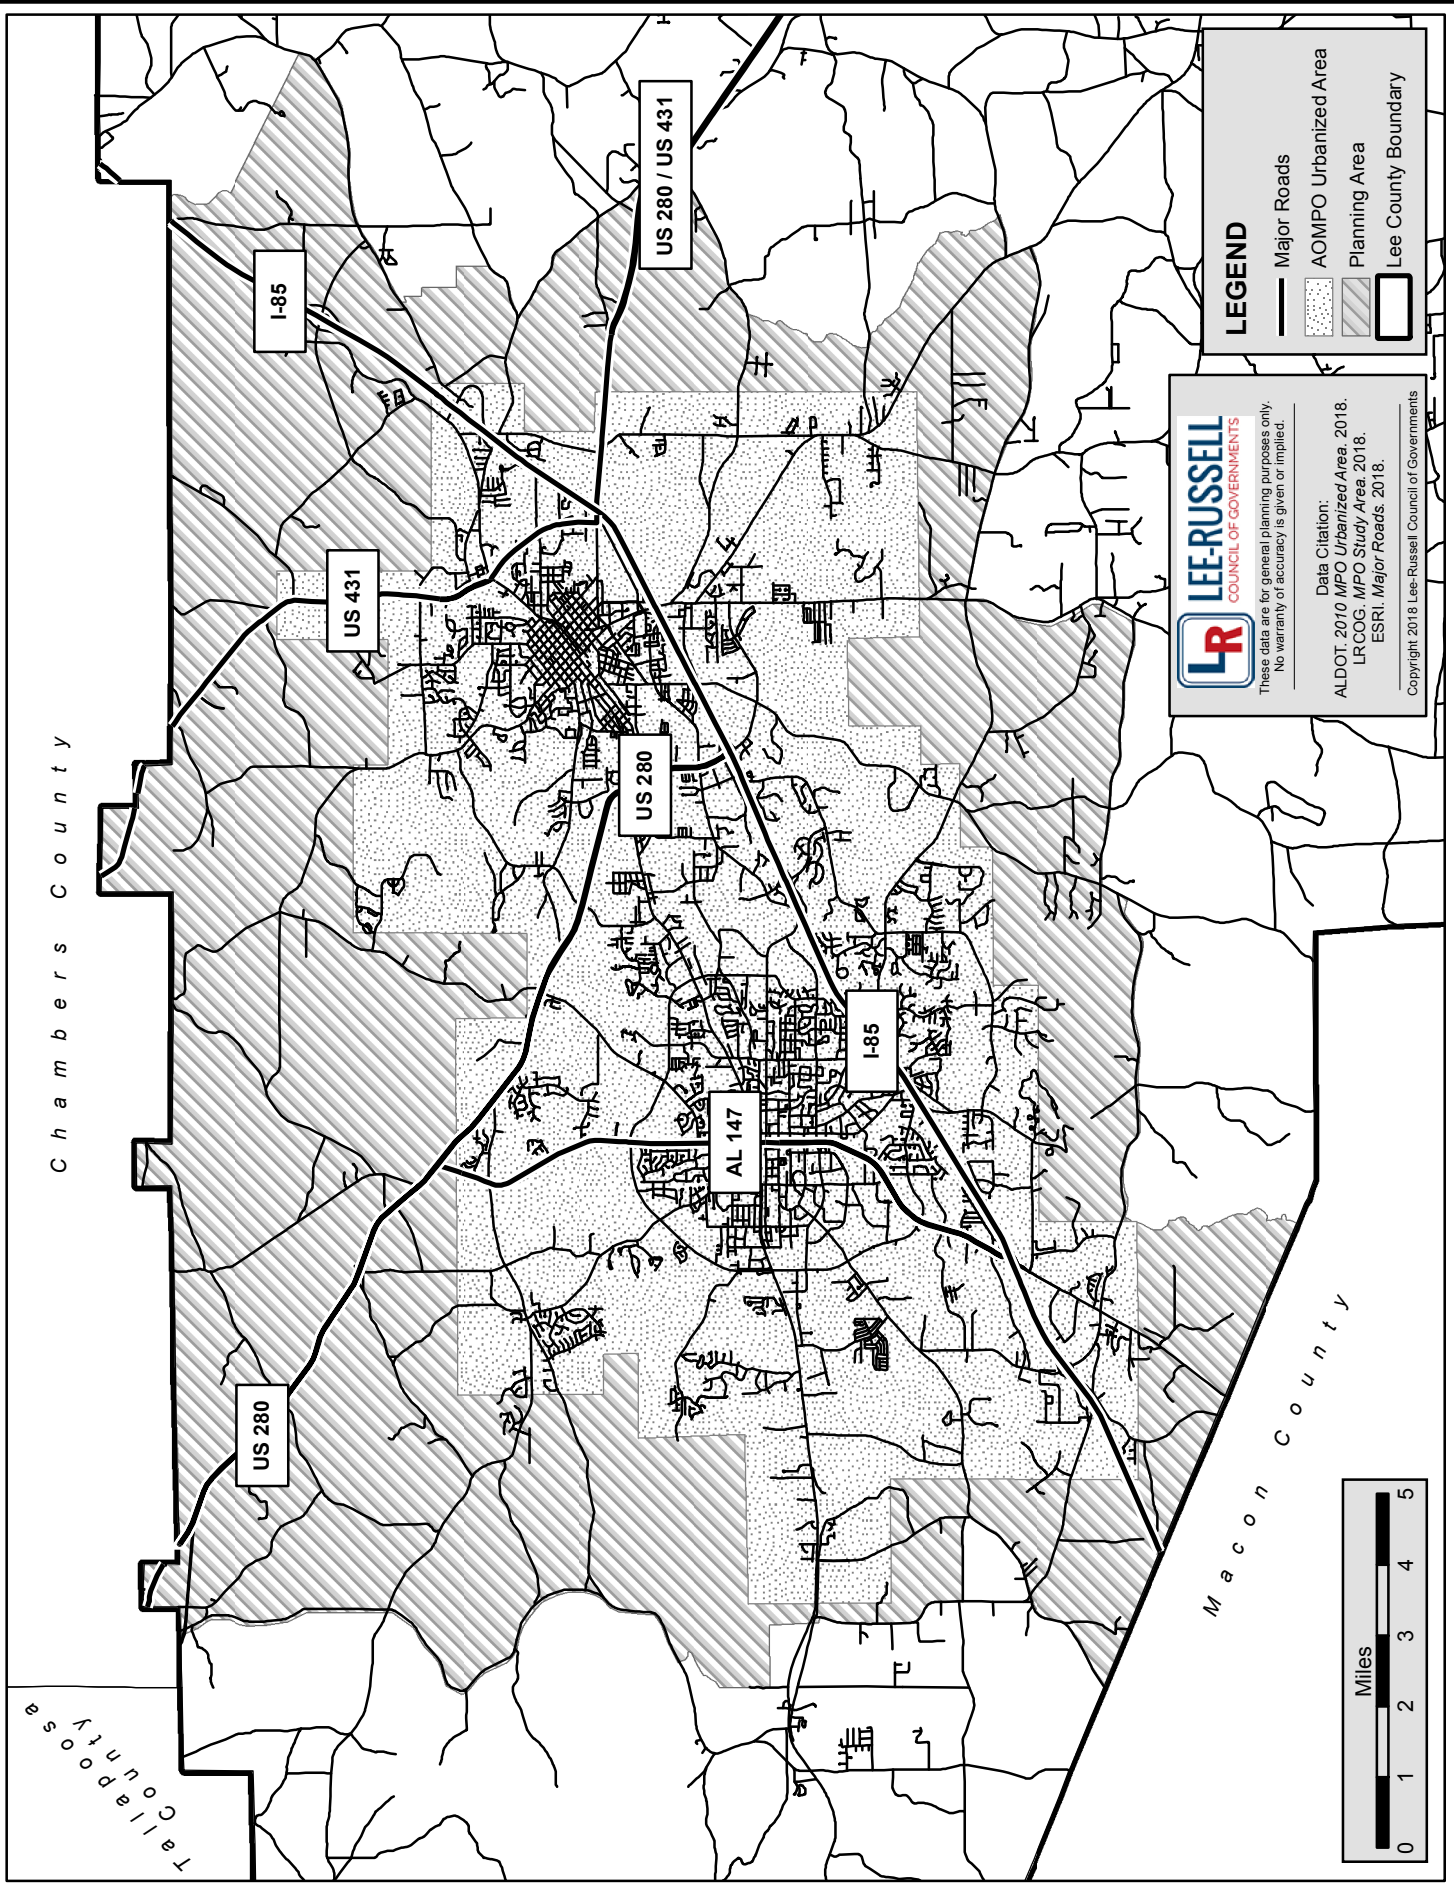 Chambers County
Tallapoosa
County
Macon County
I-85
US 431
US 280 / US 431
US 280
US 280
AL 147
I-85
LEGEND
Major Roads
AOMPO Urbanized Area
Planning Area
Lee County Boundary
LR
LEE-RUSSELL
COUNCIL OF GOVERNMENTS
These data are for general planning purposes only.
No warranty of accuracy is given or implied.
Data Citation:
ALDOT. 2010 MPO Urbanized Area. 2018.
LRCOG. MPO Study Area. 2018.
ESRI. Major Roads. 2018.
Copyright 2018 Lee-Russell Council of Governments
Miles
0 1 2 3 4 5